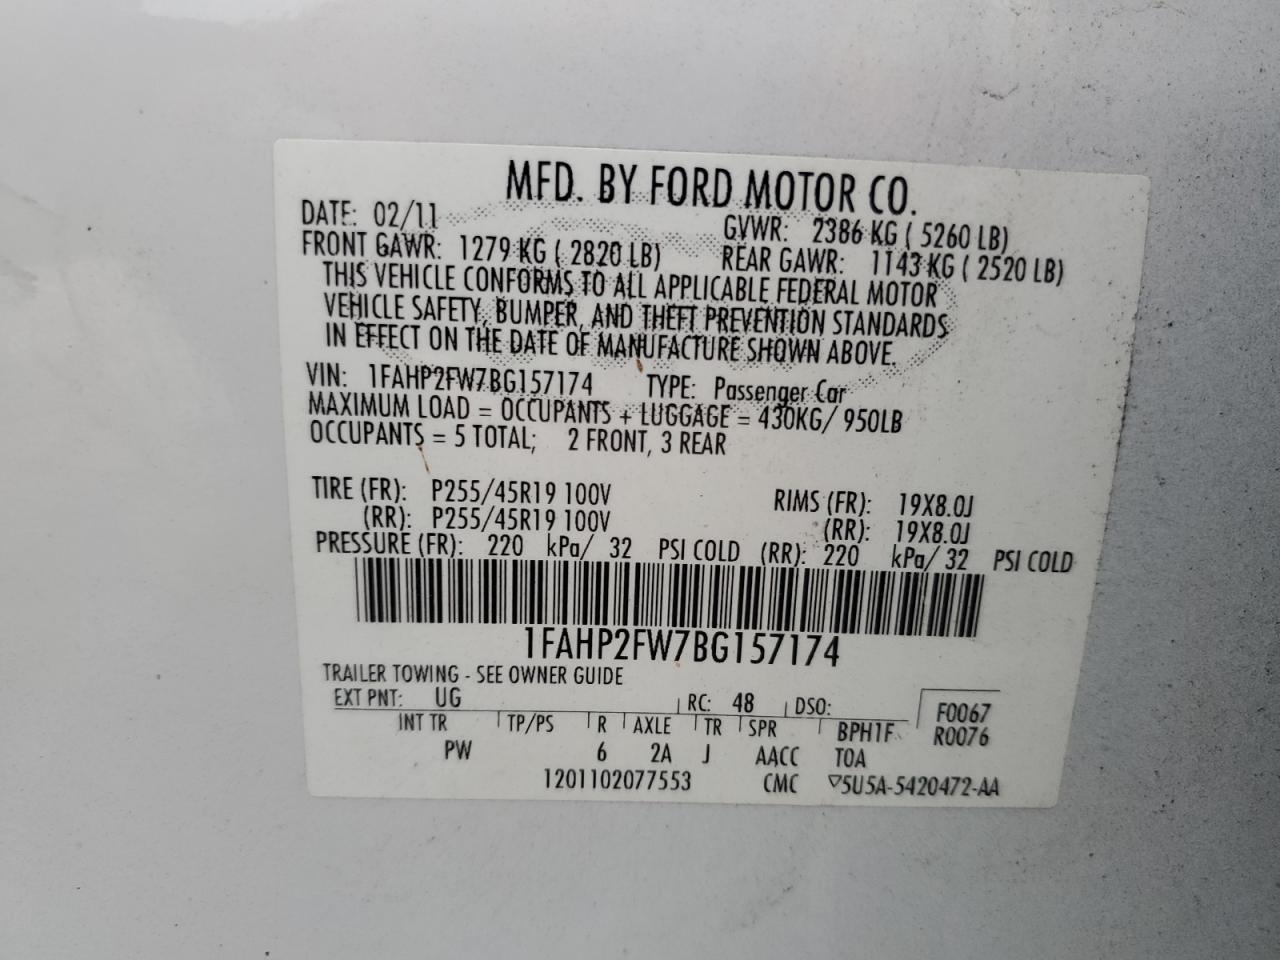 MFD. BY FORD MOTOR CO.
DATE: 02/11 GVWR: 2386 KG ( 5260 LB)
FRONT GAWR: 1279 KG ( 2820 LB) REAR GAWR: 1143 KG ( 2520 LB)
THIS VEHICLE CONFORMS TO ALL APPLICABLE FEDERAL MOTOR
VEHICLE SAFETY, BUMPER, AND THEFT PREVENTION STANDARDS
IN EFFECT ON THE DATE OF MANUFACTURE SHOWN ABOVE.
VIN: 1FAHP2FW7BG157174 TYPE: Passenger Car
MAXIMUM LOAD = OCCUPANTS + LUGGAGE = 430KG/ 950LB
OCCUPANTS = 5 TOTAL; 2 FRONT, 3 REAR
TIRE (FR): P255/45R19 100V RIMS (FR): 19X8.0J
(RR): P255/45R19 100V (RR): 19X8.0J
PRESSURE (FR): 220 kPa/ 32 PSI COLD (RR): 220 kPa/ 32 PSI COLD
1FAHP2FW7BG157174
TRAILER TOWING - SEE OWNER GUIDE
EXT PNT: UG RC: 48 DSO: F0067
INT TR TP/PS R AXLE TR SPR BPH1F R0076
PW 6 2A J AACC TOA
1201102077553 CMC ▽5U5A-5420472-AA